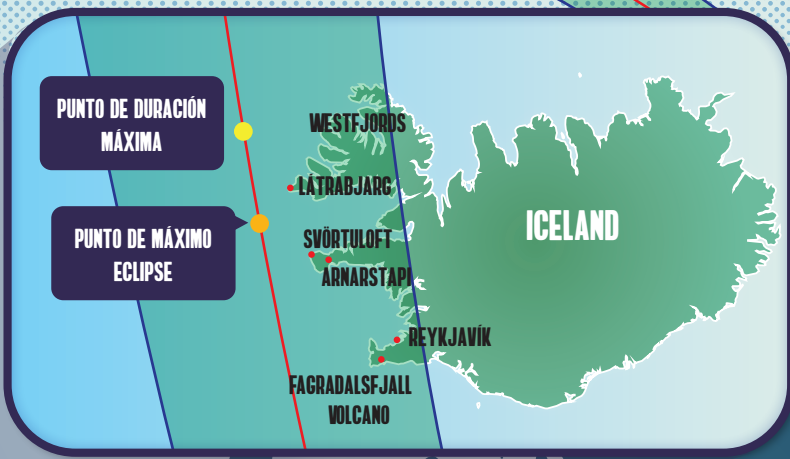 PUNTO DE DURACIÓN
MÁXIMA
WESTFJORDS
LÁTRABJARG
PUNTO DE MÁXIMO
ECLIPSE
SVÖRTULOFT
ARNARSTAPI
ICELAND
REYKJAVÍK
FAGRADALSFJALL
VOLCANO